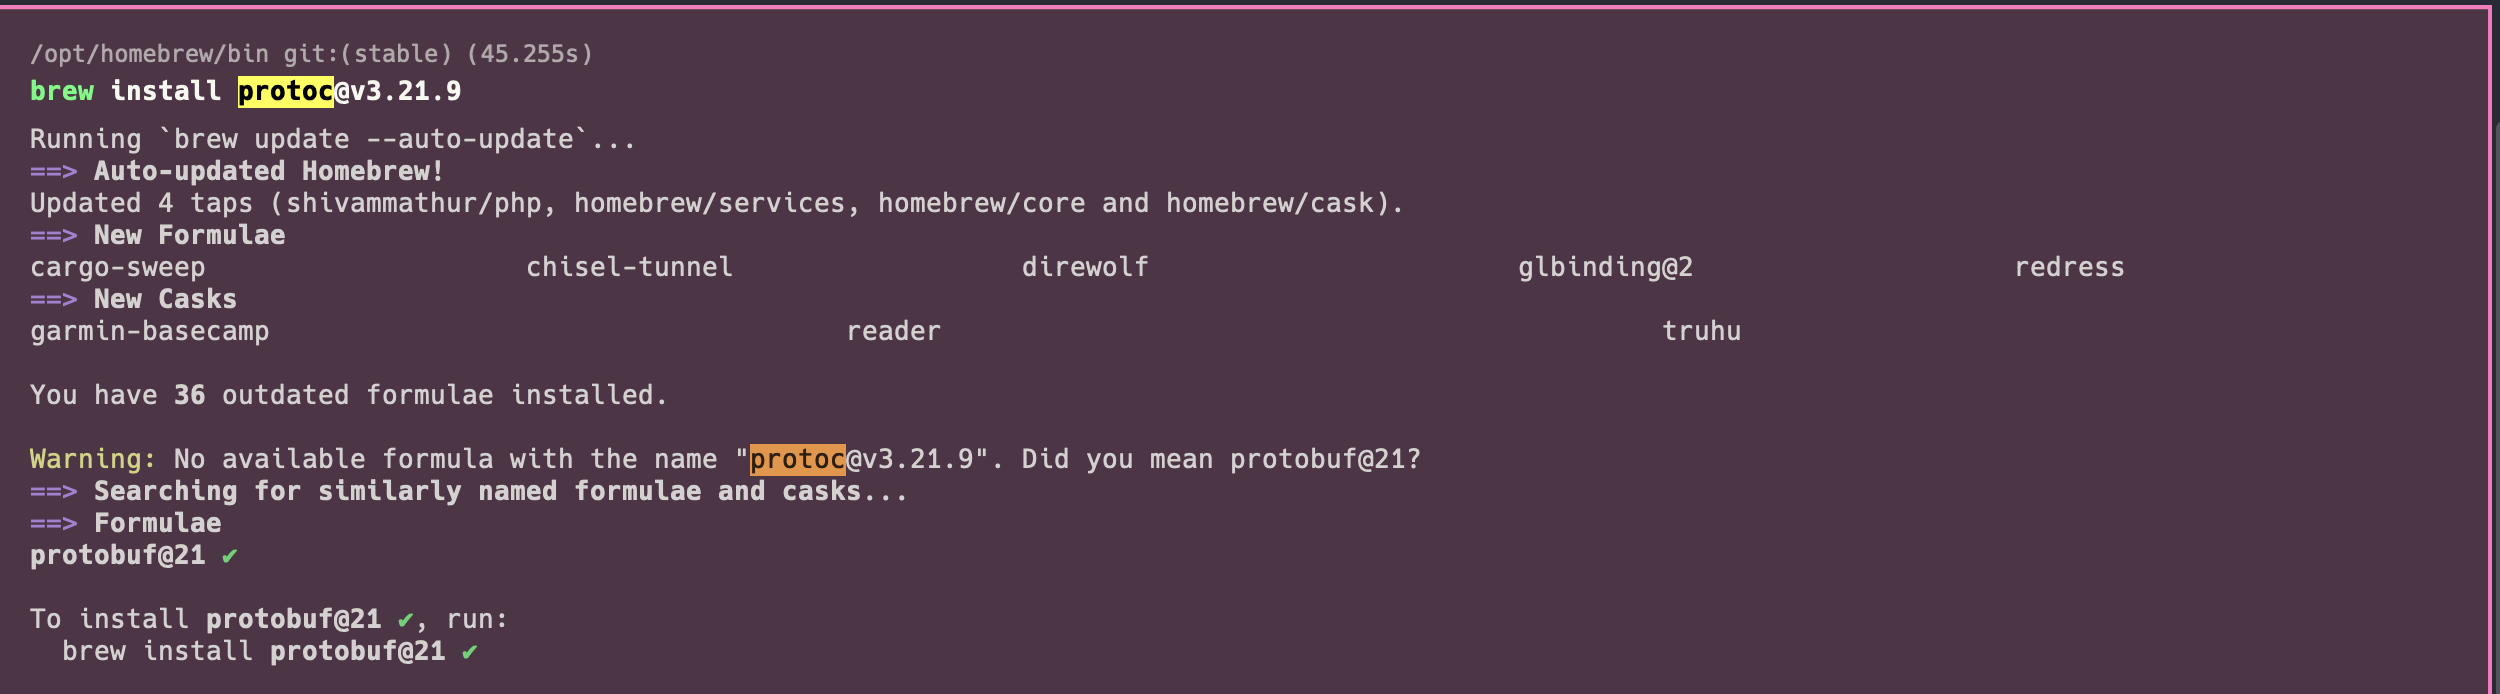 /opt/homebrew/bin git:(stable) (45.255s)
brew install protoc@v3.21.9
Running `brew update --auto-update`...
==> Auto-updated Homebrew!
Updated 4 taps (shivammathur/php, homebrew/services, homebrew/core and homebrew/cask).
==> New Formulae
cargo-sweep chisel-tunnel direwolf glbinding@2 redress
==> New Casks
garmin-basecamp reader truhu
You have 36 outdated formulae installed.
Warning: No available formula with the name "protoc@v3.21.9". Did you mean protobuf@21?
==> Searching for similarly named formulae and casks...
==> Formulae
protobuf@21 ✔
To install protobuf@21 ✔, run:
brew install protobuf@21 ✔